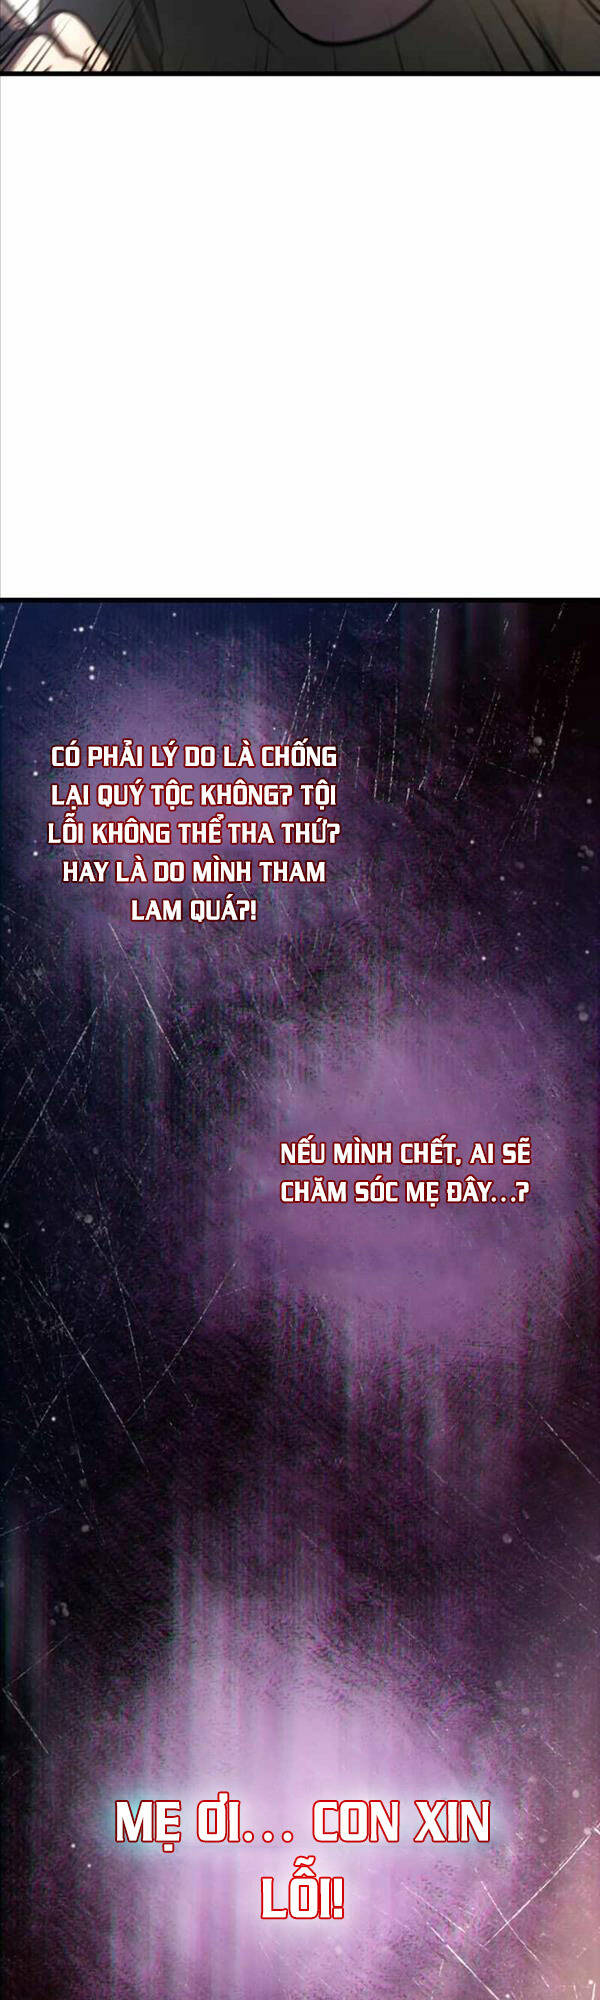 CÓ PHẢI LÝ DO LÀ CHỐNG
LẠI QUÝ TỘC KHÔNG? TỘI
LỖI KHÔNG THỂ THA THỨ?
HAY LÀ DO MÌNH THAM
LAM QUÁ?!
NẾU MÌNH CHẾT, AI SẼ
CHĂM SÓC MẸ ĐÂY...?
MẸ ƠI... CON XIN
LỖI!